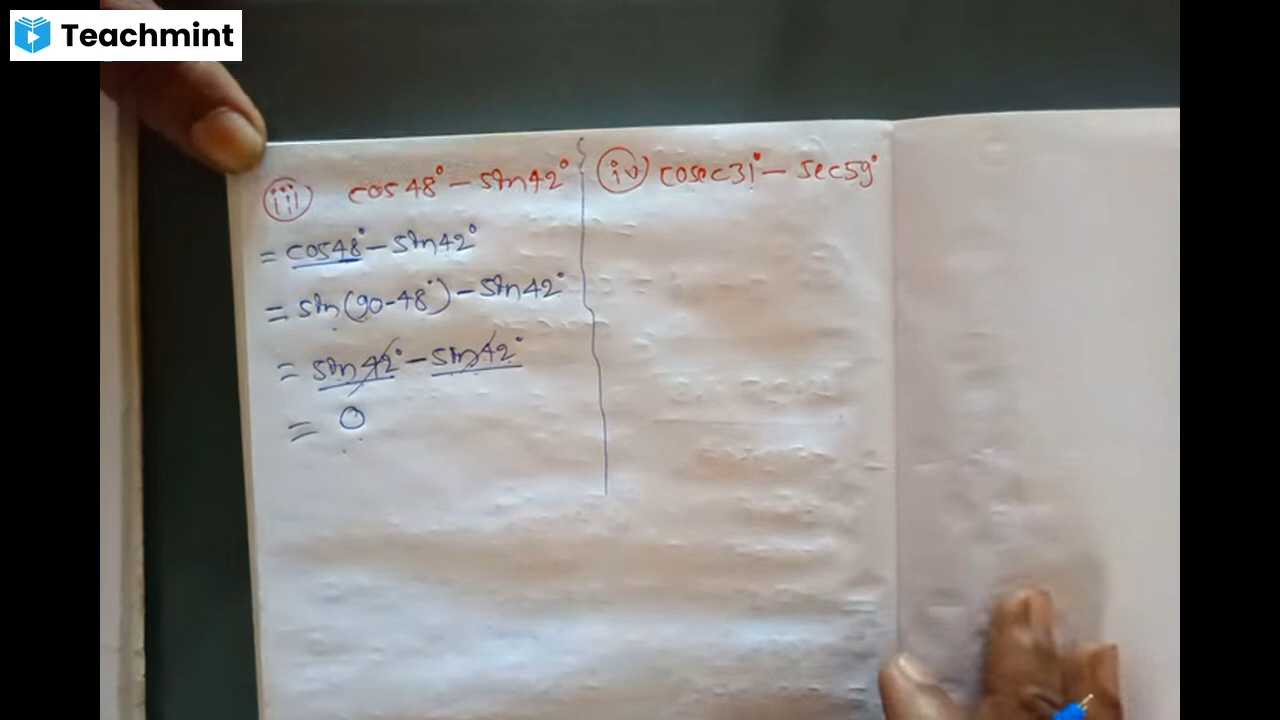 Teachmint
iii) cos 48° - sin 42°
= cos 48° - sin 42°
= sin (90 - 48°) - sin 42°
= sin 42° - sin 42°
= 0
iv) cosec 31° - sec 59°